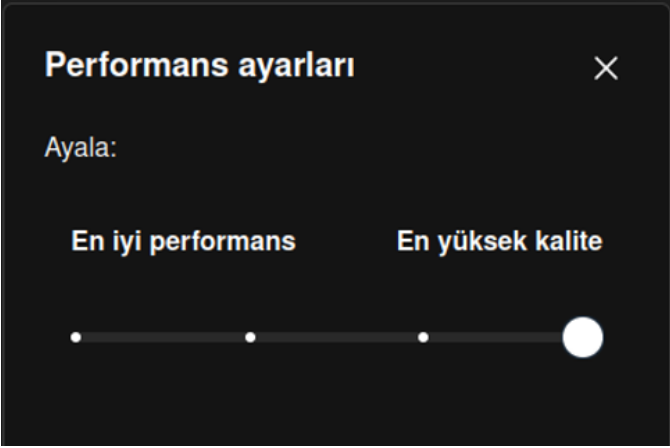 Performans ayarları
Ayala:
En iyi performans
En yüksek kalite